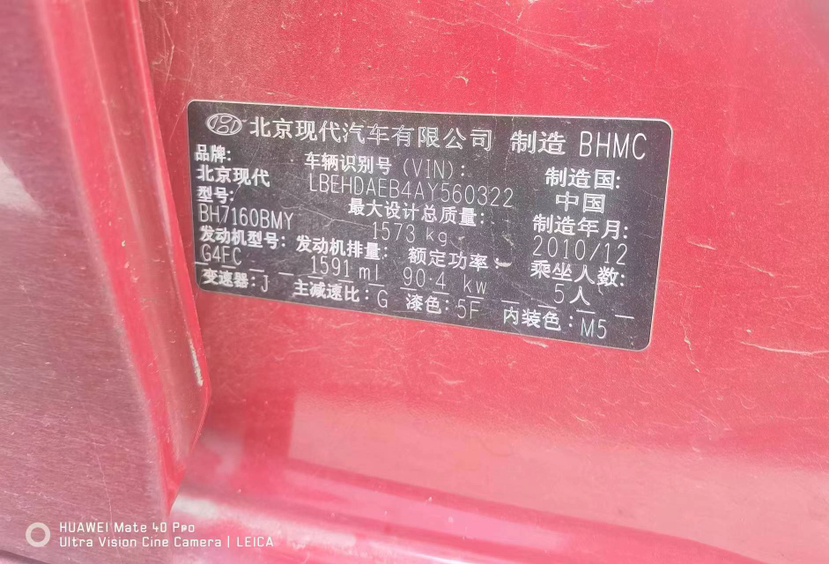 北京现代汽车有限公司 制造 BHMC
品牌: 车辆识别号 (VIN): 制造国:
北京现代 LBEHDAEB4AY560322 中国
型号: 最大设计总质量: 制造年月:
BH7160BMY 1573 kg 2010/12
发动机型号: 发动机排量: 额定功率: 乘坐人数:
G4FC 1591 ml 90.4 kw 5人
变速器: J 主减速比: G 漆色: 5F 内装色: M5
HUAWEI Mate 40 Pro
Ultra Vision Cine Camera | LEICA